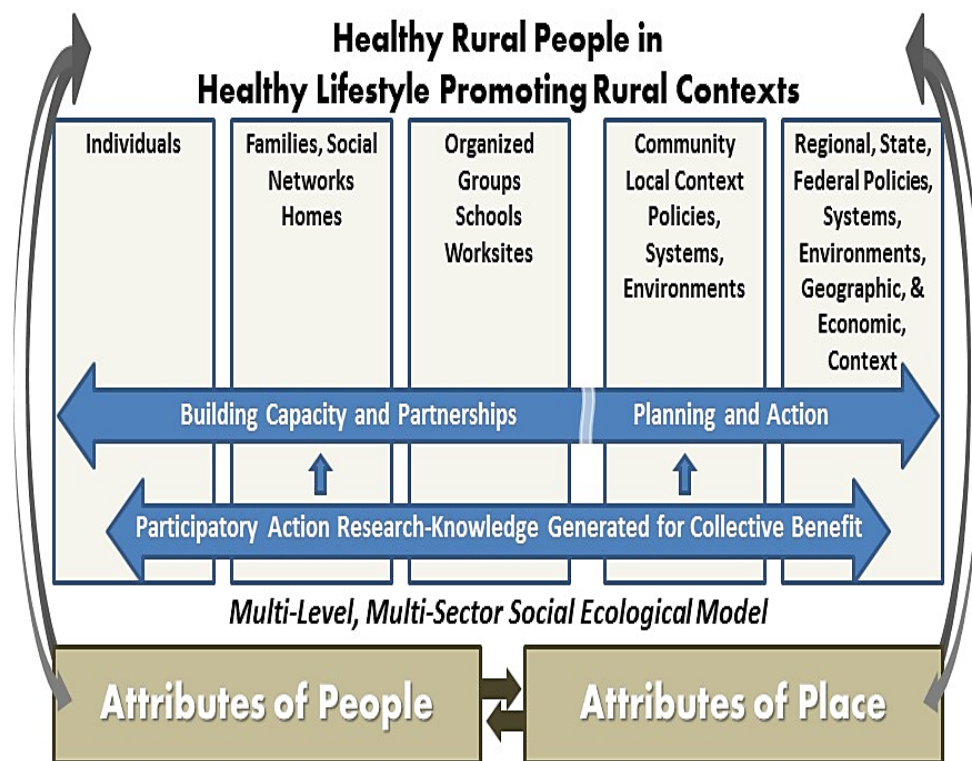 Healthy Rural People in
Healthy Lifestyle Promoting Rural Contexts
Individuals
Families, Social
Networks
Homes
Organized
Groups
Schools
Worksites
Community
Local Context
Policies,
Systems,
Environments
Regional, State,
Federal Policies,
Systems,
Environments,
Geographic, &
Economic,
Context
Building Capacity and Partnerships
Planning and Action
Participatory Action Research-Knowledge Generated for Collective Benefit
Multi-Level, Multi-Sector Social Ecological Model
Attributes of People
Attributes of Place